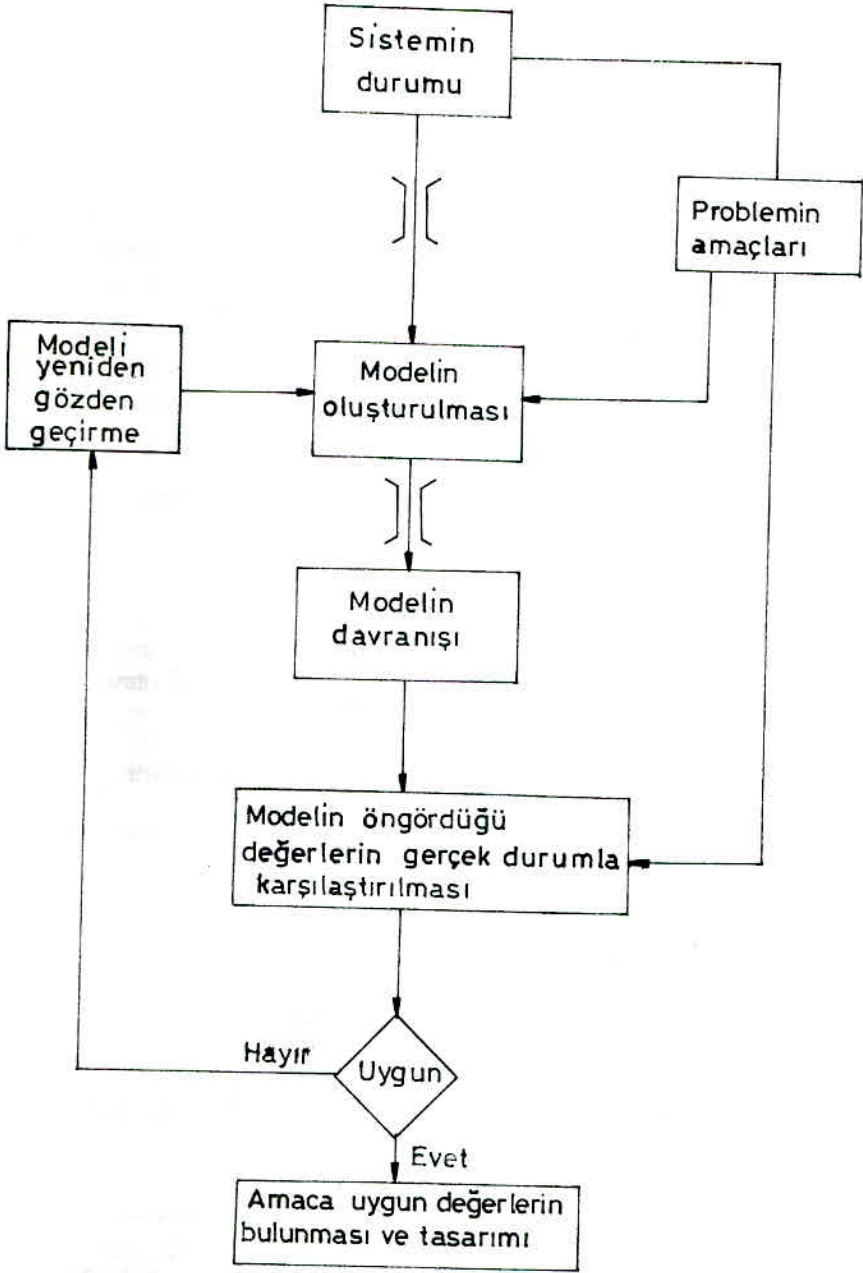 Sistemin
durumu
Problemin
amaçları
Modeli
yeniden
gözden
geçirme
Modelin
oluşturulması
Modelin
davranışı
Modelin öngördüğü
değerlerin gerçek durumla
karşılaştırılması
Hayır
Uygun
Evet
Amaca uygun değerlerin
bulunması ve tasarımı